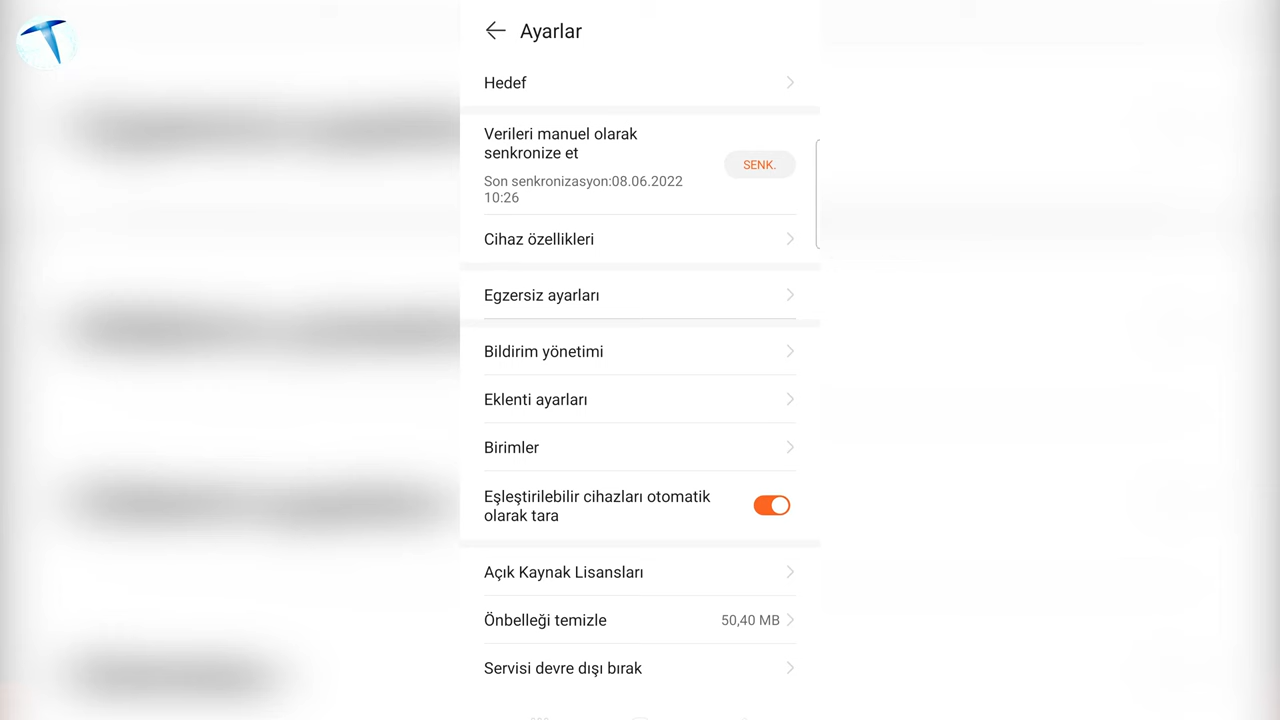 Ayarlar
Hedef
Verileri manuel olarak
senkronize et
SENK.
Son senkronizasyon:08.06.2022
10:26
Cihaz özellikleri
Egzersiz ayarları
Bildirim yönetimi
Eklenti ayarları
Birimler
Eşleştirilebilir cihazları otomatik
olarak tara
Açık Kaynak Lisansları
Önbelleği temizle 50,40 MB
Servisi devre dışı bırak